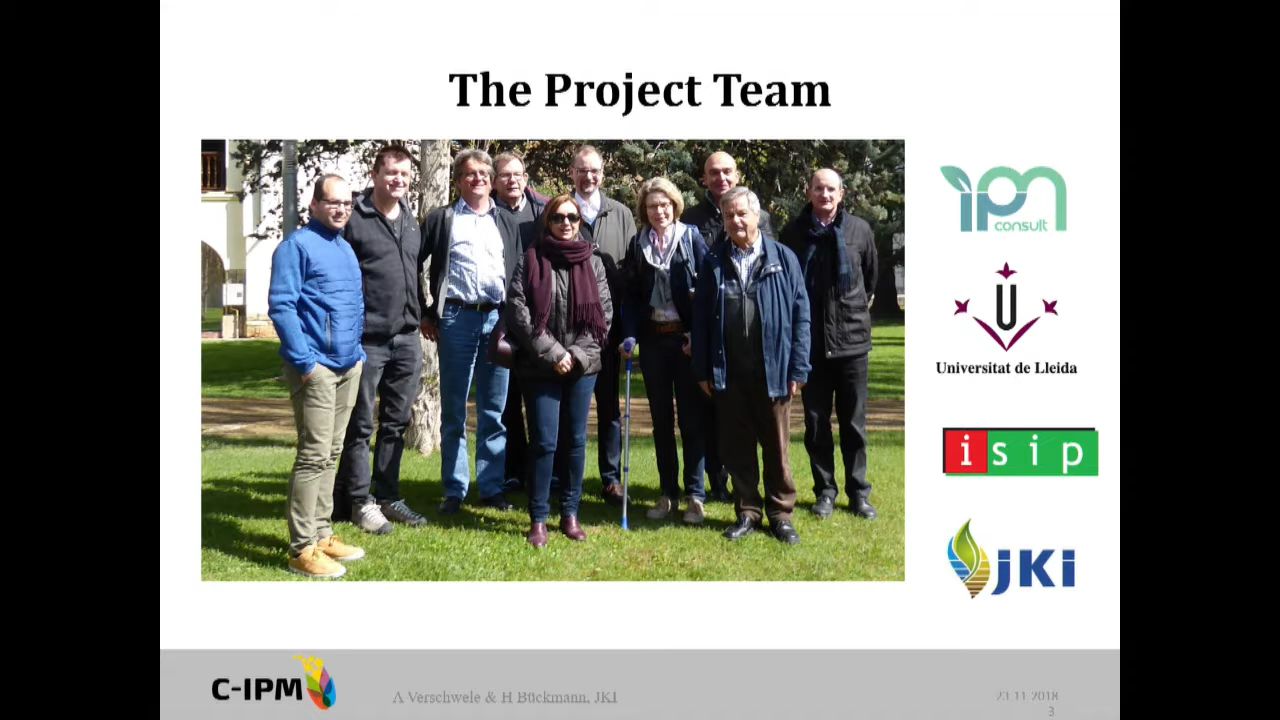 The Project Team
ipm
consult
U
Universitat de Lleida
isip
JKI
C-IPM
A Verschwele & H Bückmann, JKI
23.11.2018
3